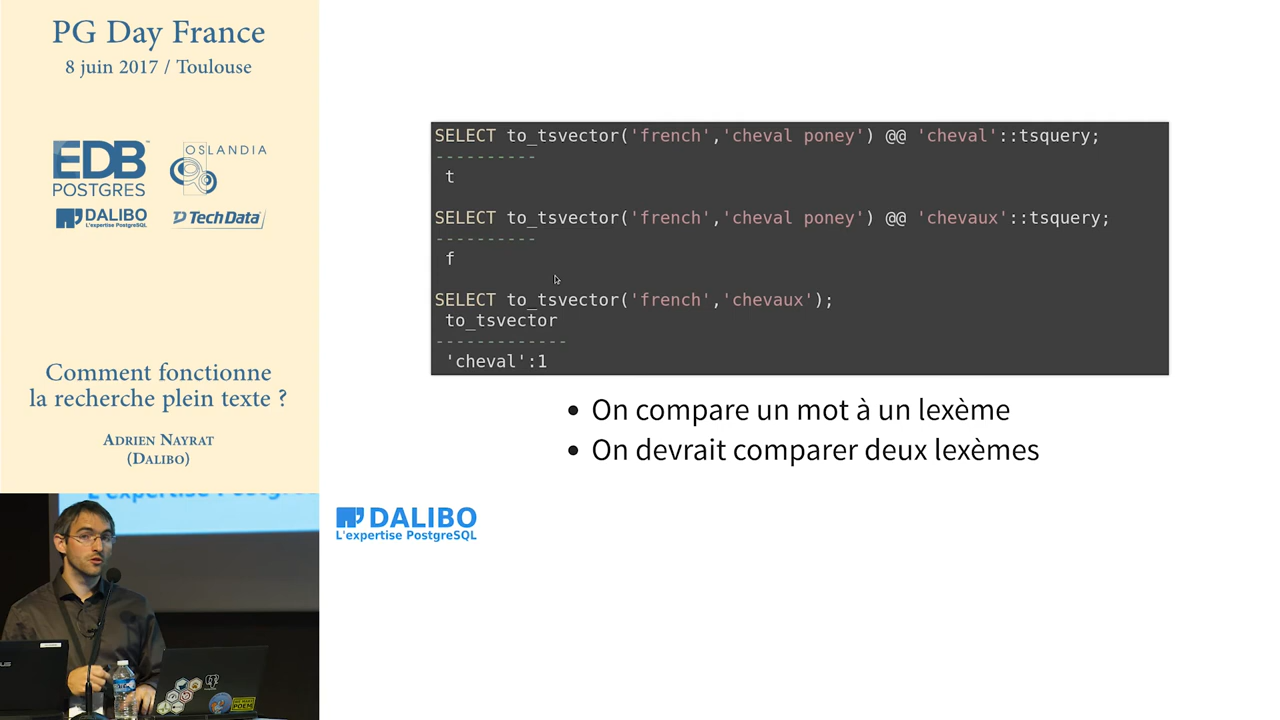 PG Day France
8 juin 2017 / Toulouse
EDB
POSTGRES
OSLANDIA
DALIBO
L'expertise PostgreSQL
TechData
Comment fonctionne
la recherche plein texte ?
ADRIEN NAYRAT
(DALIBO)
SELECT to_tsvector('french','cheval poney') @@ 'cheval'::tsquery;
----------
t
SELECT to_tsvector('french','cheval poney') @@ 'chevaux'::tsquery;
----------
f
SELECT to_tsvector('french','chevaux');
to_tsvector
-------------
'cheval':1
• On compare un mot à un lexème
• On devrait comparer deux lexèmes
DALIBO
L'expertise PostgreSQL